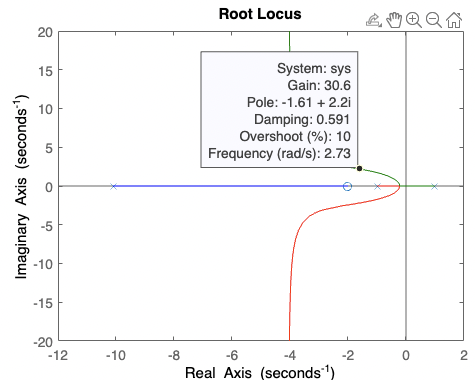 Root Locus
20
15
10
5
0
-5
-10
-15
-20
Imaginary Axis (seconds⁻¹)
System: sys
Gain: 30.6
Pole: -1.61 + 2.2i
Damping: 0.591
Overshoot (%): 10
Frequency (rad/s): 2.73
-12 -10 -8 -6 -4 -2 0 2
Real Axis (seconds⁻¹)